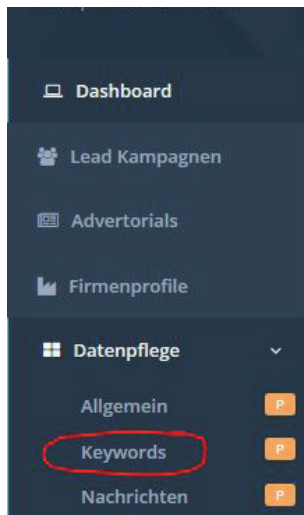 Dashboard
Lead Kampagnen
Advertorials
Firmenprofile
Datenpflege
Allgemein P
Keywords P
Nachrichten P